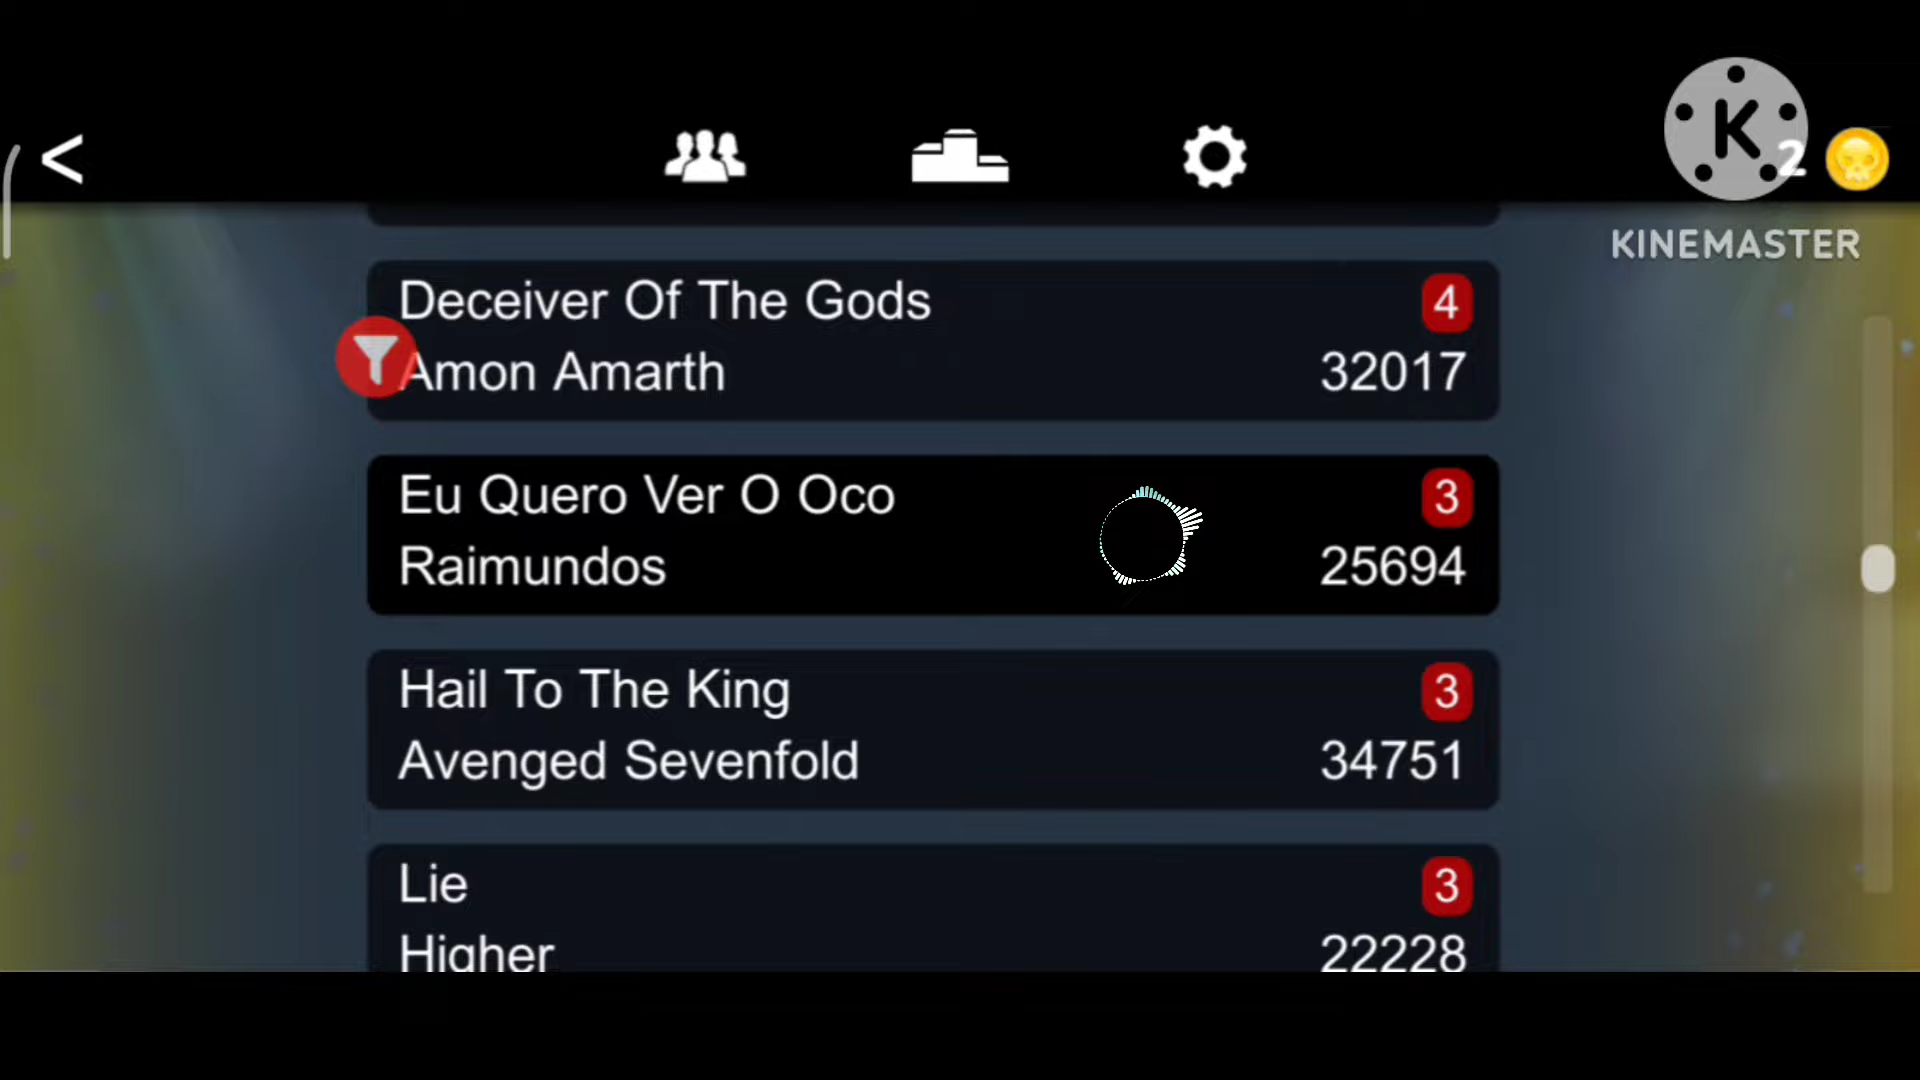 <
K
2
KINEMASTER
Deceiver Of The Gods
4
Amon Amarth
32017
Eu Quero Ver O Oco
3
Raimundos
25694
Hail To The King
3
Avenged Sevenfold
34751
Lie
3
Higher
22228